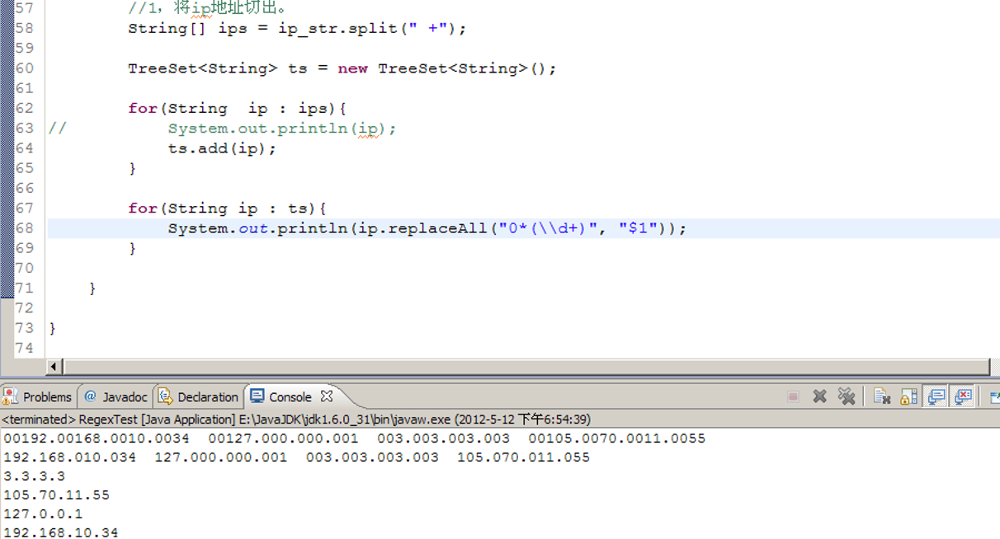 57 //1，将ip地址切出。
58 String[] ips = ip_str.split(" +");
59
60 TreeSet<String> ts = new TreeSet<String>();
61
62 for(String  ip : ips){
63 // System.out.println(ip);
64 ts.add(ip);
65 }
66
67 for(String ip : ts){
68 System.out.println(ip.replaceAll("0*(\\d+)", "$1"));
69 }
70
71 }
72
73 }
74
Problems @ Javadoc Declaration Console
<terminated> RegexTest [Java Application] E:\JavaJDK\jdk1.6.0_31\bin\javaw.exe (2012-5-12 下午6:54:39)
00192.00168.0010.0034  00127.000.000.001  003.003.003.003  00105.0070.0011.0055
192.168.010.034  127.000.000.001  003.003.003.003  105.070.011.055
3.3.3.3
105.70.11.55
127.0.0.1
192.168.10.34